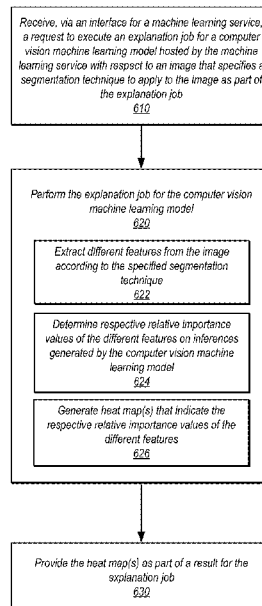 Receive, via an interface for a machine learning service,
a request to execute an explanation job for a computer
vision machine learning model hosted by the machine
learning service with respect to an image that specifies a
segmentation technique to apply to the image as part of
the explanation job
610
Perform the explanation job for the computer vision
machine learning model
620
Extract different features from the image
according to the specified segmentation
technique
622
Determine respective relative importance
values of the different features on inferences
generated by the computer vision machine
learning model
624
Generate heat map(s) that indicate the
respective relative importance values of the
different features
626
Provide the heat map(s) as part of a result for the
explanation job
630